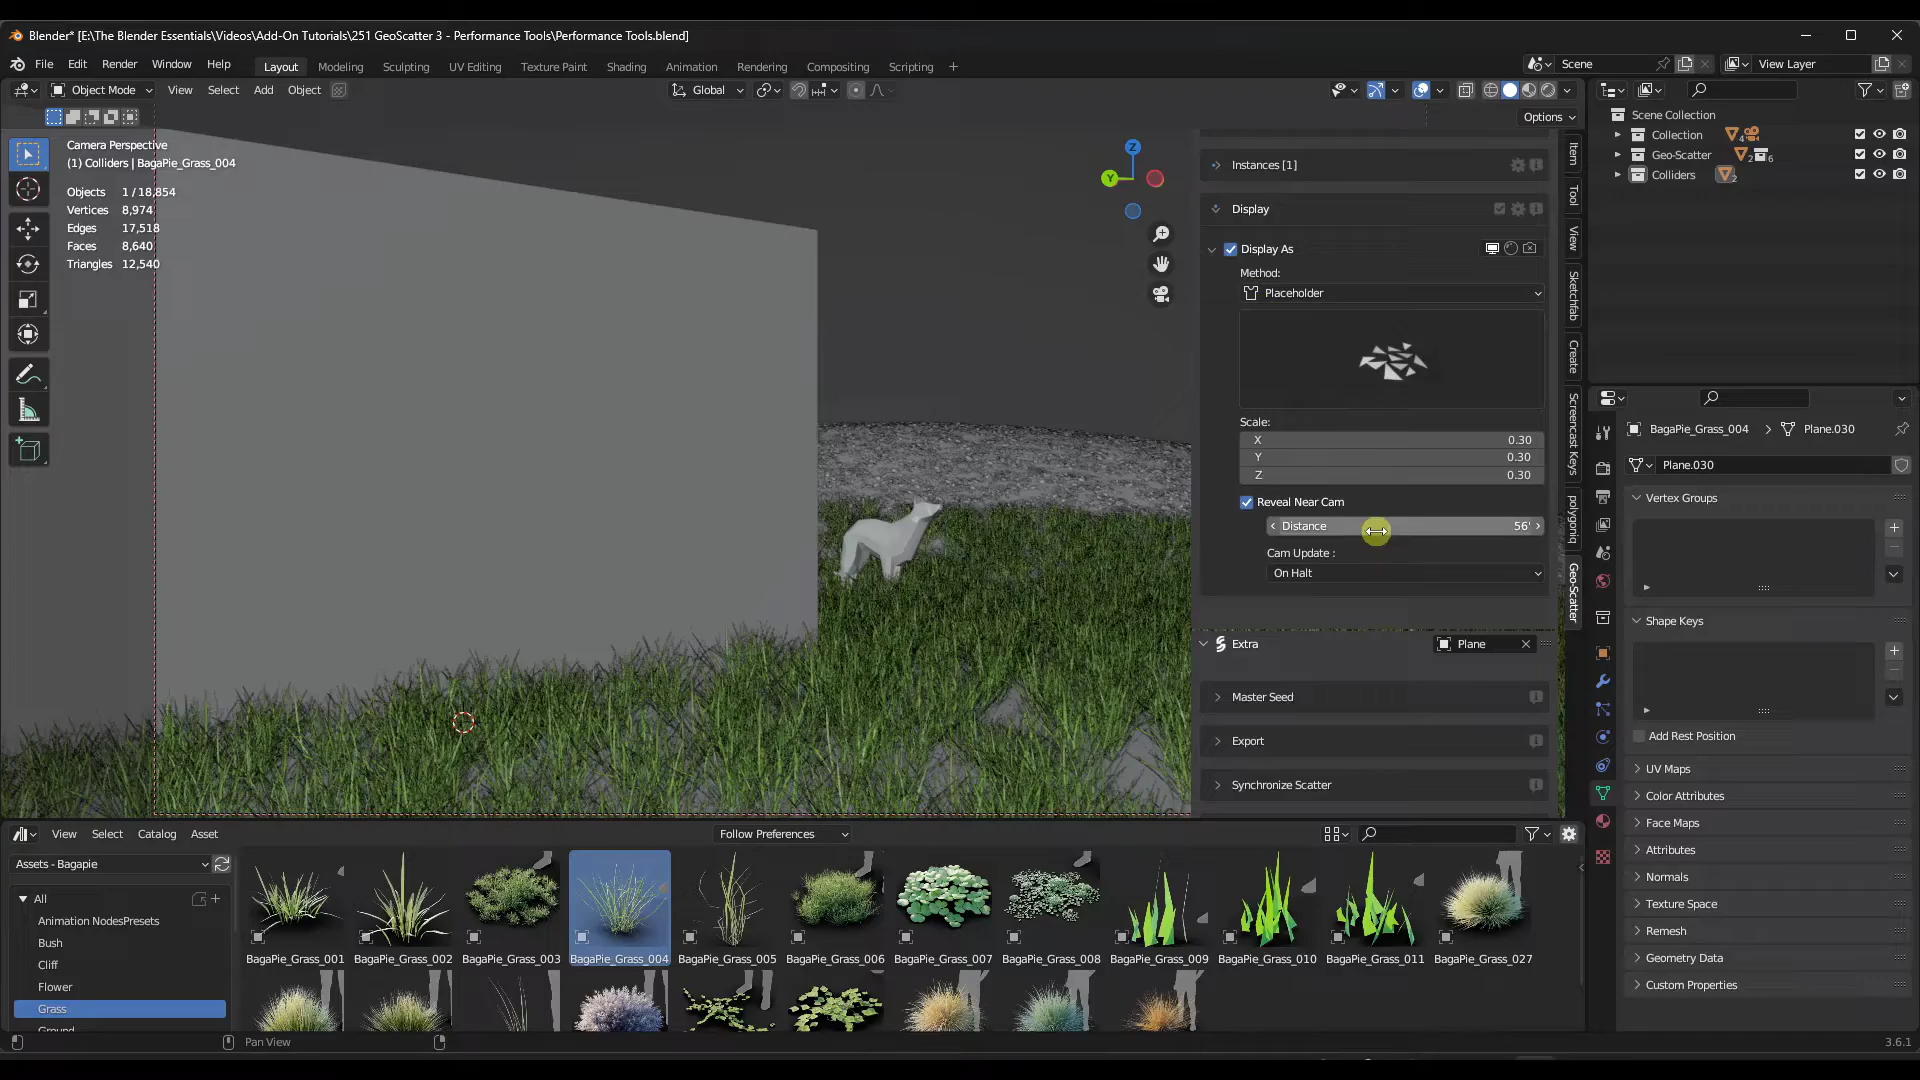 Blender* [E:\The Blender Essentials\Videos\Add-On Tutorials\251 GeoScatter 3 - Performance Tools\Performance Tools.blend]
File Edit Render Window Help
Layout Modeling Sculpting UV Editing Texture Paint Shading Animation Rendering Compositing Scripting
Scene
View Layer
Object Mode View Select Add Object
Global
Options
Camera Perspective
(1) Colliders | BagaPie_Grass_004
Objects 1 / 18,854
Vertices 8,974
Edges 17,518
Faces 8,640
Triangles 12,540
Z
Y
Instances [1]
Display
Display As
Method:
Placeholder
Scale:
X 0.30
Y 0.30
Z 0.30
Reveal Near Cam
Distance 56'
Cam Update :
On Halt
Extra
Plane
Master Seed
Export
Synchronize Scatter
Item
Tool
View
Sketchfab
Create
Screencast Keys
polygoniq
Geo-Scatter
Scene Collection
Collection 4
Geo-Scatter 2 6
Colliders 2
BagaPie_Grass_004 > Plane.030
Plane.030
Vertex Groups
Shape Keys
Add Rest Position
UV Maps
Color Attributes
Face Maps
Attributes
Normals
Texture Space
Remesh
Geometry Data
Custom Properties
View Select Catalog Asset
Follow Preferences
Assets - Bagapie
All
Animation NodesPresets
Bush
Cliff
Flower
Grass
Ground
BagaPie_Grass_001 BagaPie_Grass_002 BagaPie_Grass_003 BagaPie_Grass_004 BagaPie_Grass_005 BagaPie_Grass_006 BagaPie_Grass_007 BagaPie_Grass_008 BagaPie_Grass_009 BagaPie_Grass_010 BagaPie_Grass_011 BagaPie_Grass_027
Pan View
3.6.1